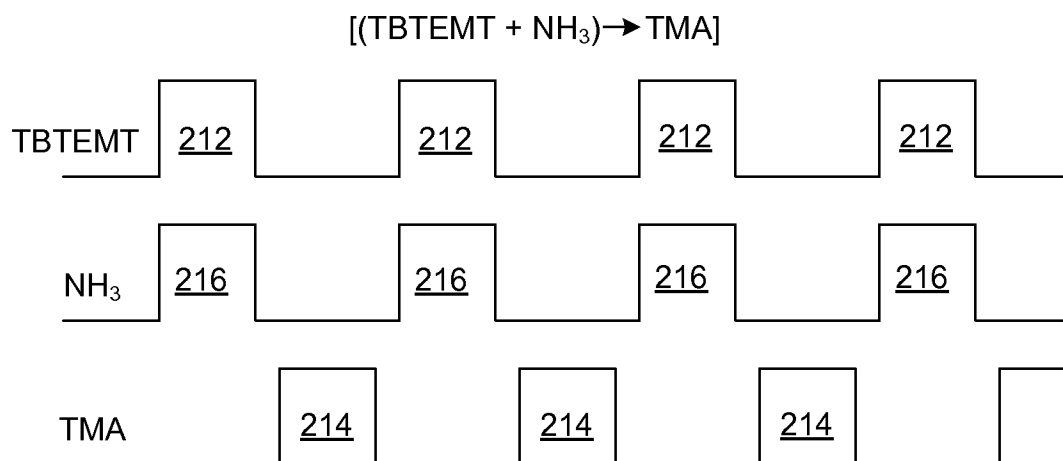 [(TBTEMT + NH₃)→TMA]
TBTEMT 212 212 212 212
NH₃ 216 216 216 216
TMA 214 214 214